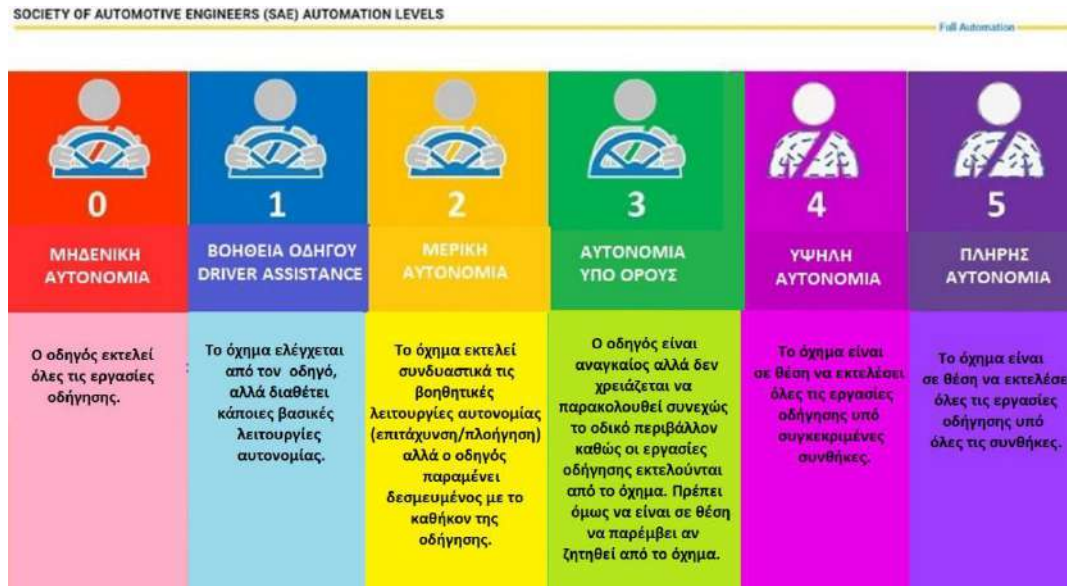 SOCIETY OF AUTOMOTIVE ENGINEERS (SAE) AUTOMATION LEVELS
Full Automation
0
ΜΗΔΕΝΙΚΗ
ΑΥΤΟΝΟΜΙΑ
Ο οδηγός εκτελεί
όλες τις εργασίες
οδήγησης.
1
ΒΟΗΘΕΙΑ ΟΔΗΓΟΥ
DRIVER ASSISTANCE
Το όχημα ελέγχεται
από τον οδηγό,
αλλά διαθέτει
κάποιες βασικές
λειτουργίες
αυτονομίας.
2
ΜΕΡΙΚΗ
ΑΥΤΟΝΟΜΙΑ
Το όχημα εκτελεί
συνδυαστικά τις
βοηθητικές
λειτουργίες αυτονομίας
(επιτάχυνση/πλοήγηση)
αλλά ο οδηγός
παραμένει
δεσμευμένος με το
καθήκον της
οδήγησης.
3
ΑΥΤΟΝΟΜΙΑ
ΥΠΟ ΟΡΟΥΣ
Ο οδηγός είναι
αναγκαίος αλλά δεν
χρειάζεται να
παρακολουθεί συνεχώς
το οδικό περιβάλλον
καθώς οι εργασίες
οδήγησης εκτελούνται
από το όχημα. Πρέπει
όμως να είναι σε θέση
να παρέμβει αν
ζητηθεί από το όχημα.
4
ΥΨΗΛΗ
ΑΥΤΟΝΟΜΙΑ
Το όχημα είναι
σε θέση να εκτελέσει
όλες τις εργασίες
οδήγησης υπό
συγκεκριμένες
συνθήκες.
5
ΠΛΗΡΗΣ
ΑΥΤΟΝΟΜΙΑ
Το όχημα είναι
σε θέση να εκτελέσε
όλες τις εργασίες
οδήγησης υπό
όλες τις συνθήκες.